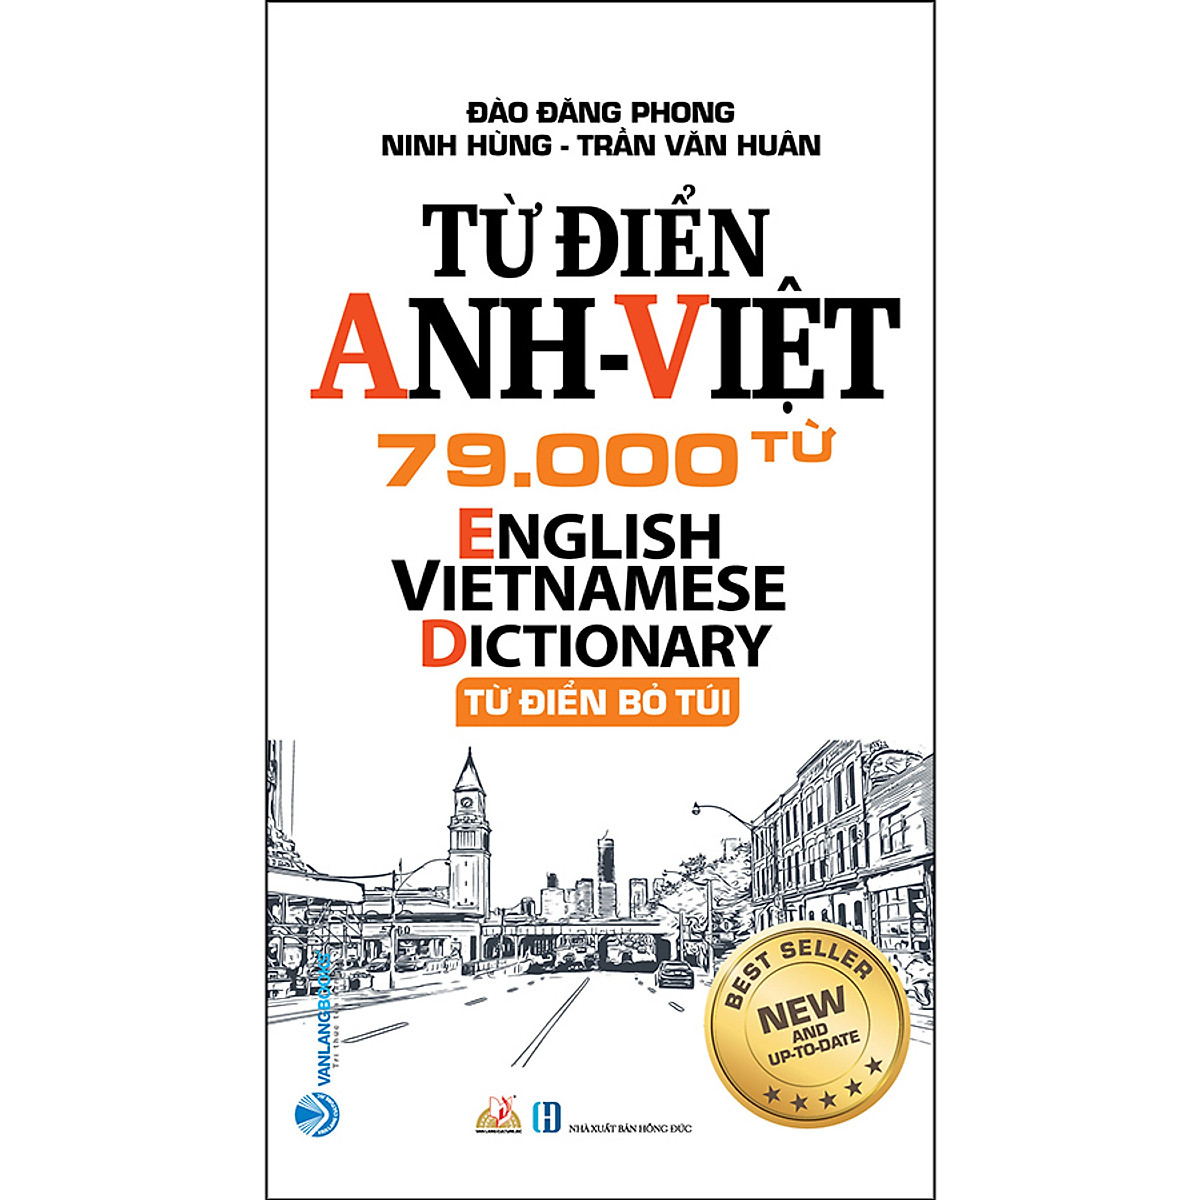 ĐÀO ĐĂNG PHONG
NINH HÙNG - TRẦN VĂN HUÂN
TỪ ĐIỂN
ANH-VIỆT
79.000 TỪ
ENGLISH
VIETNAMESE
DICTIONARY
TỪ ĐIỂN BỎ TÚI
BEST SELLER
NEW
AND
UP-TO-DATE
VANLANGBOOKS
NHÀ XUẤT BẢN HỒNG ĐỨC